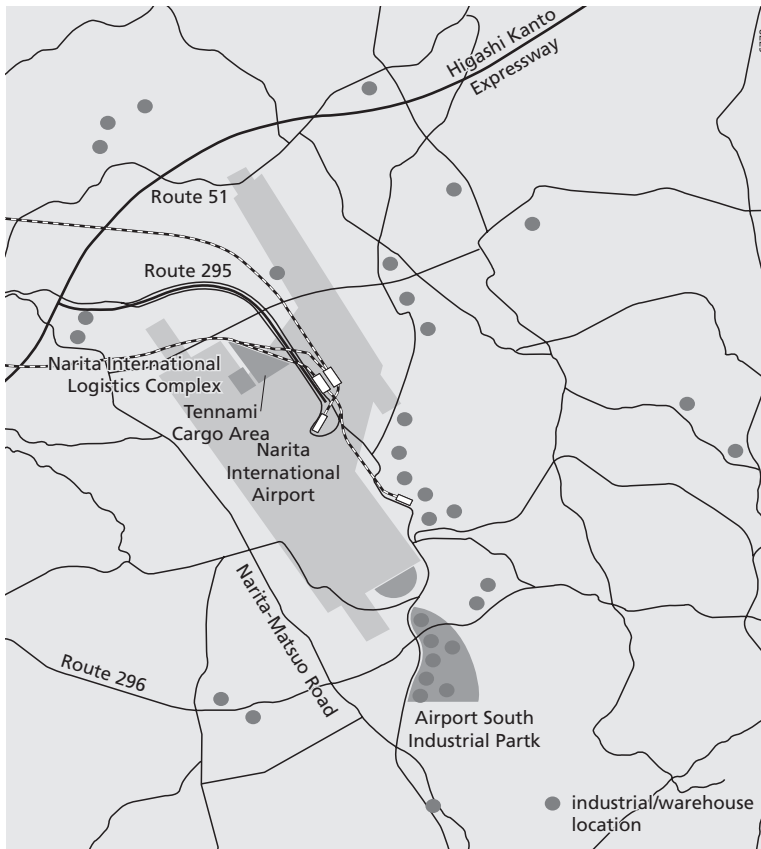 Higashi Kanto
Expressway
Route 51
Route 295
Narita International
Logistics Complex
Tennami
Cargo Area
Narita
International
Airport
Narita-Matsuo Road
Route 296
Airport South
Industrial Partk
industrial/warehouse
location